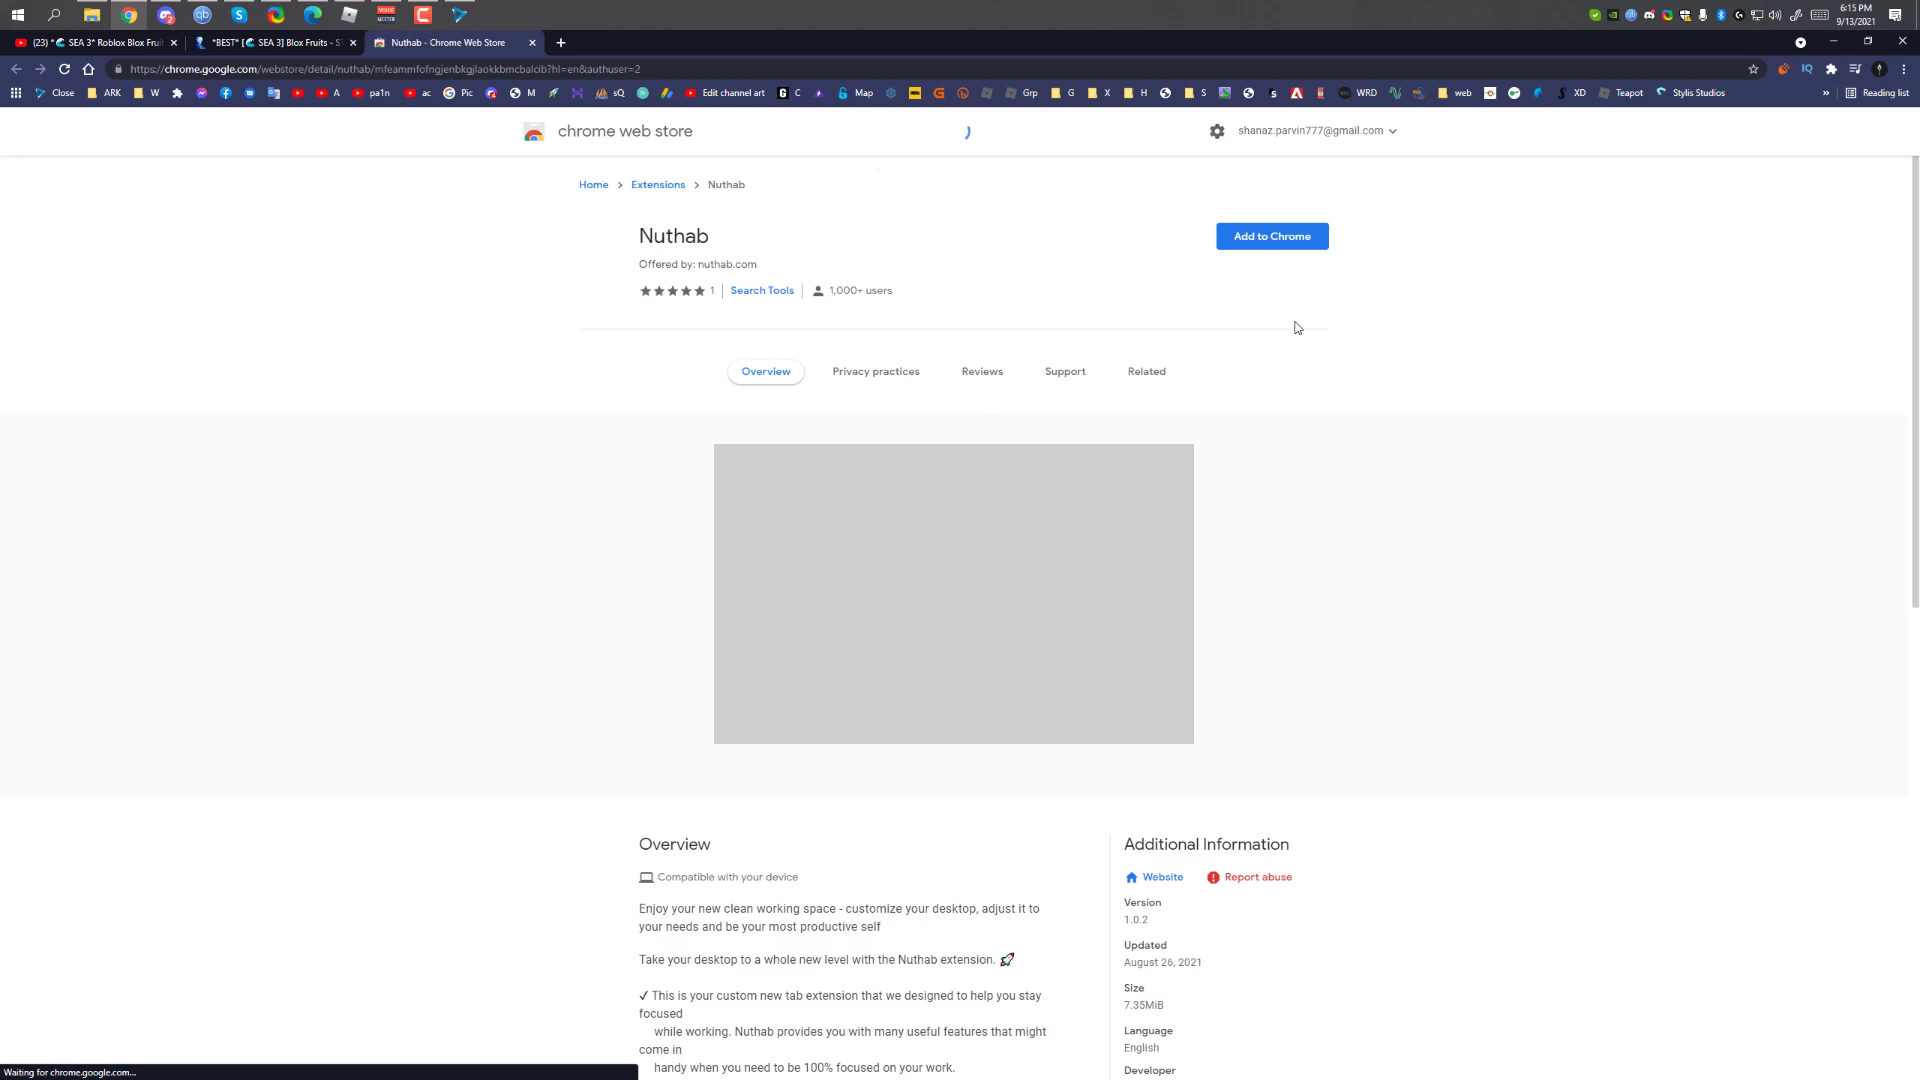 6:15 PM
9/13/2021
(23) * SEA 3* Roblox Blox Frui
*BEST* [ SEA 3] Blox Fruits - S
Nuthab - Chrome Web Store
https://chrome.google.com/webstore/detail/nuthab/mfeammfofngjenbkgjlaokkbmcbalcib?hl=en&authuser=2
Close ARK W A pa1n ac Pic M sQ Edit channel art C Map Grp G X H S WRD web XD Teapot Stylis Studios » Reading list
chrome web store
shanaz.parvin777@gmail.com
Home > Extensions > Nuthab
Nuthab
Add to Chrome
Offered by: nuthab.com
1 Search Tools 1,000+ users
Overview Privacy practices Reviews Support Related
Overview
Additional Information
Compatible with your device
Website Report abuse
Enjoy your new clean working space - customize your desktop, adjust it to
your needs and be your most productive self
Version
1.0.2
Updated
August 26, 2021
Take your desktop to a whole new level with the Nuthab extension. 🚀
Size
7.35MiB
✓ This is your custom new tab extension that we designed to help you stay
focused
while working. Nuthab provides you with many useful features that might
come in
handy when you need to be 100% focused on your work.
Language
English
Developer
Waiting for chrome.google.com...